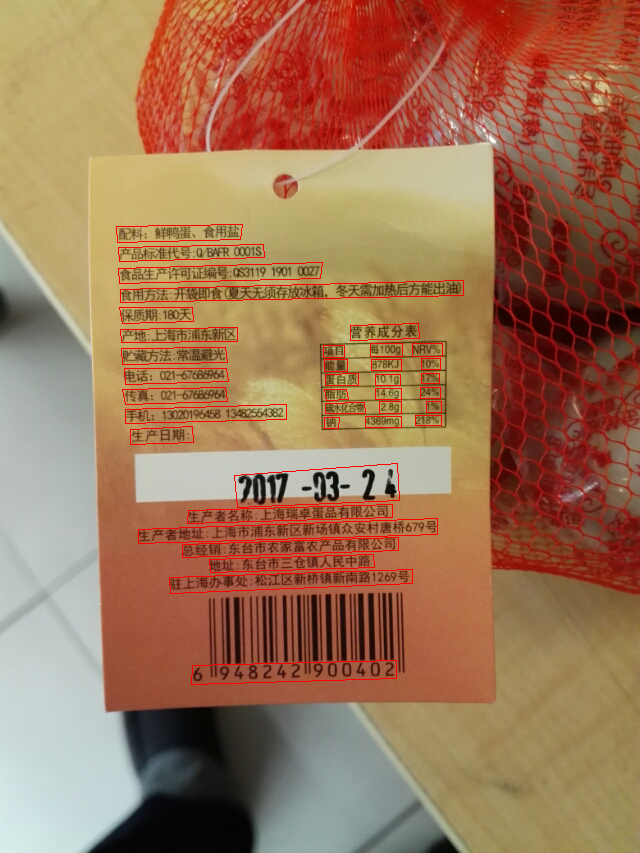 配料：鲜鸭蛋、食用盐
产品标准代号:Q/BAFR 0001S
食品生产许可证编号:QS3119 1901 0027
食用方法:开袋即食(夏天无须存放冰箱、冬天需加热后方能出油)
保质期:180天
产地:上海市浦东新区
贮藏方法:常温避光
电话：021-67686964
传真：021-67686964
手机：13020196458 13482554382
生产日期:
营养成分表
项目 每100g NRV%
能量 878KJ 10%
蛋白质 10.1g 17%
脂肪 14.6g 24%
碳水化合物 2.8g 1%
钠 4369mg 218%
2017-03-24
生产者名称:上海瑞卓蛋品有限公司
生产者地址:上海市浦东新区新场镇众安村唐桥679号
总经销:东台市农家富农产品有限公司
地址:东台市三仓镇人民中路
驻上海办事处:松江区新桥镇新南路1269号
6 948242 900402